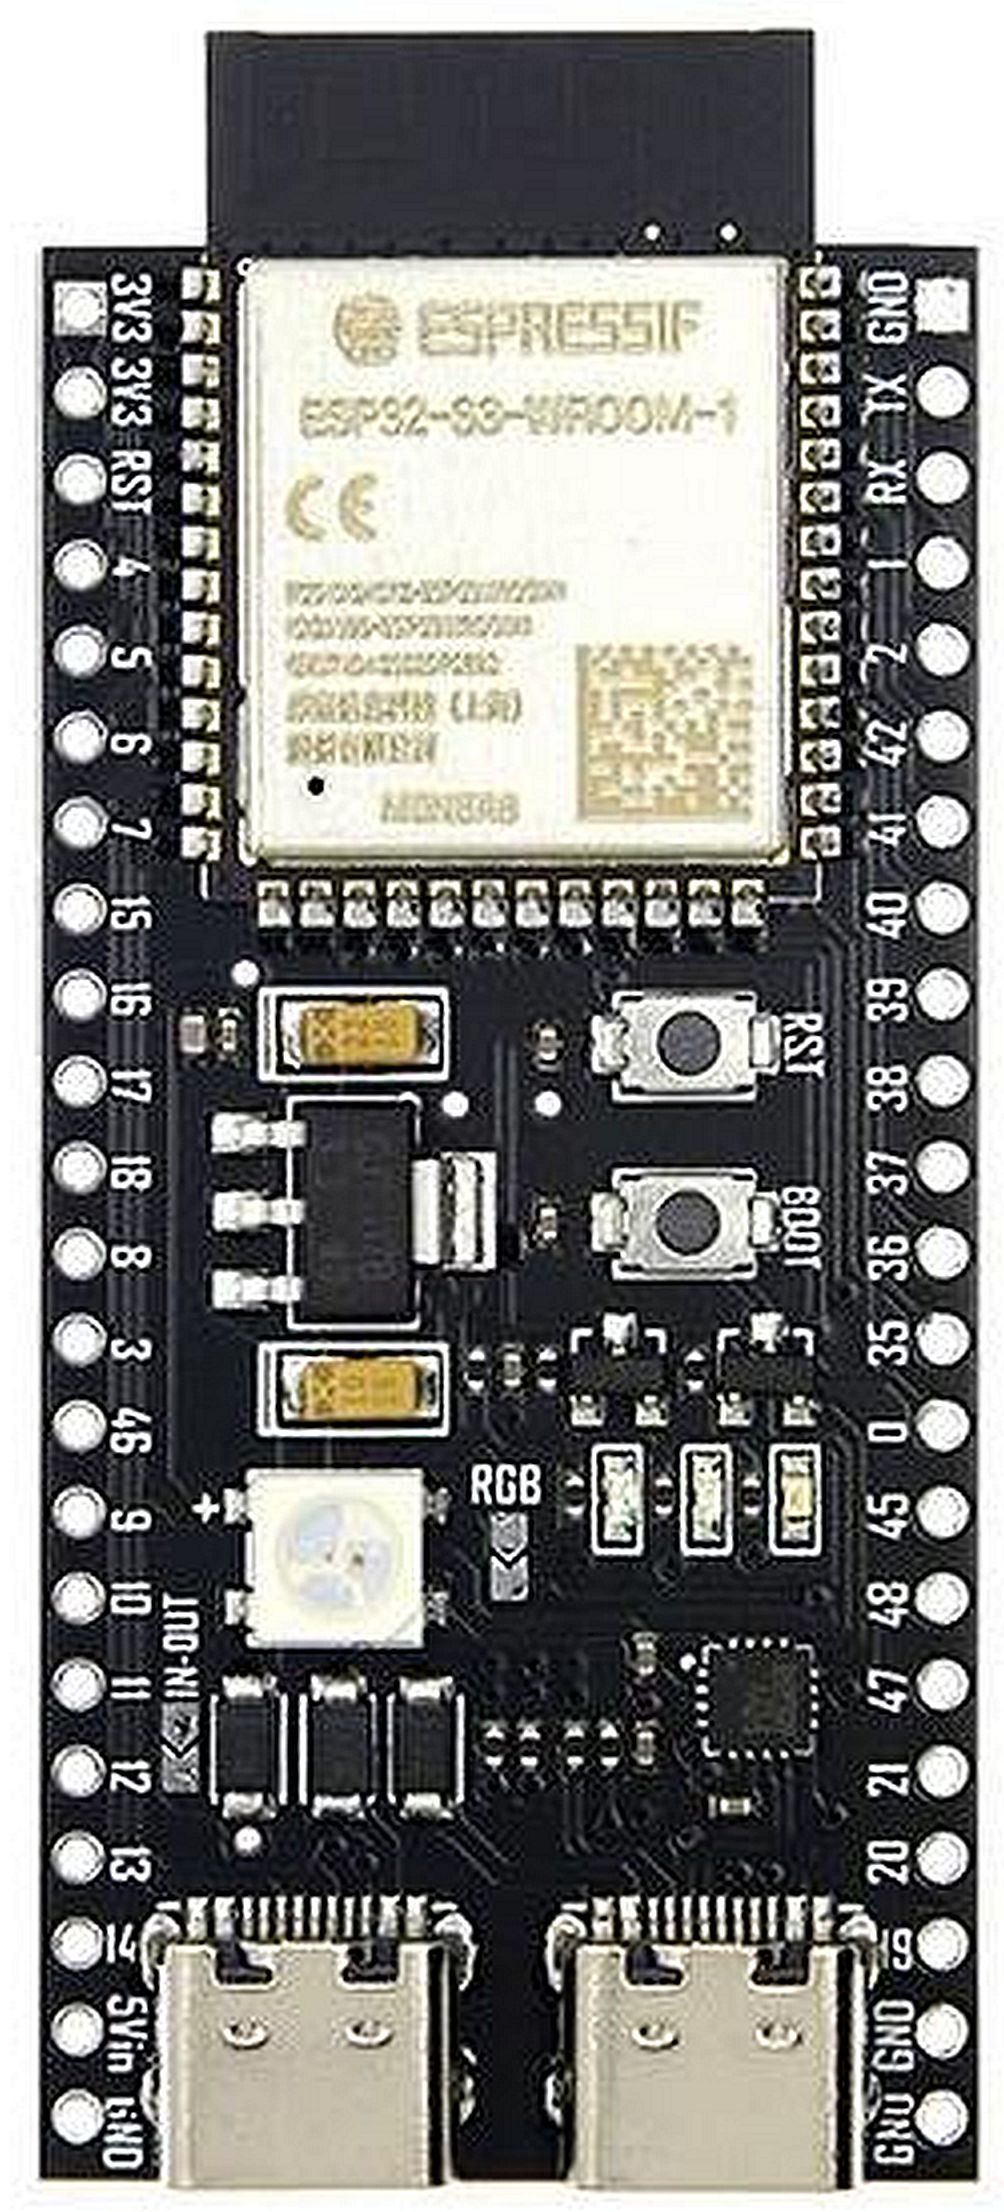 ESPRESSIF
ESP32-S3-WROOM-1
CE
3V3
3V3
RST
4
5
6
7
15
16
17
18
8
3
46
9
10
11
12
13
14
5Vin
GND
GND
TX
RX
1
2
42
41
40
39
38
37
36
35
0
45
48
47
21
20
19
GND
GND
RST
BOOT
RGB
+
IN-OUT